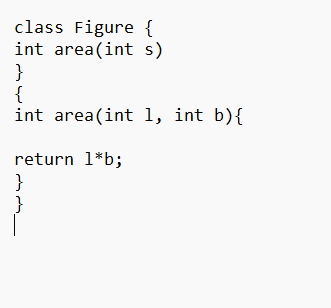 class Figure {
int area(int s)
}
{
int area(int l, int b){
return l*b;
}
}